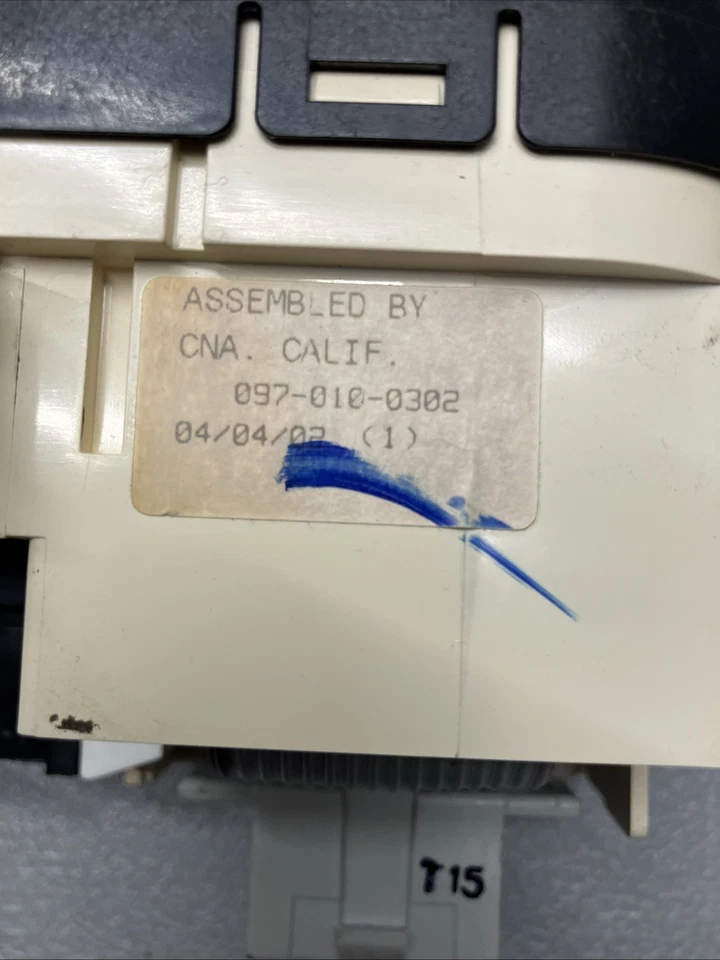 ASSEMBLED BY
CNA. CALIF.
097-010-0302
04/04/02 (1)
T15